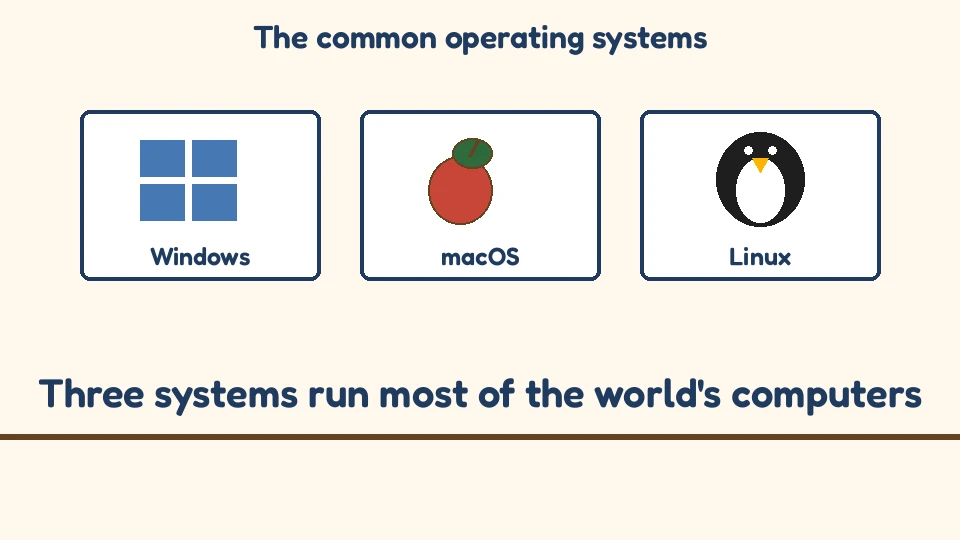 The common operating systems
Windows
macOS
Linux
Three systems run most of the world's computers